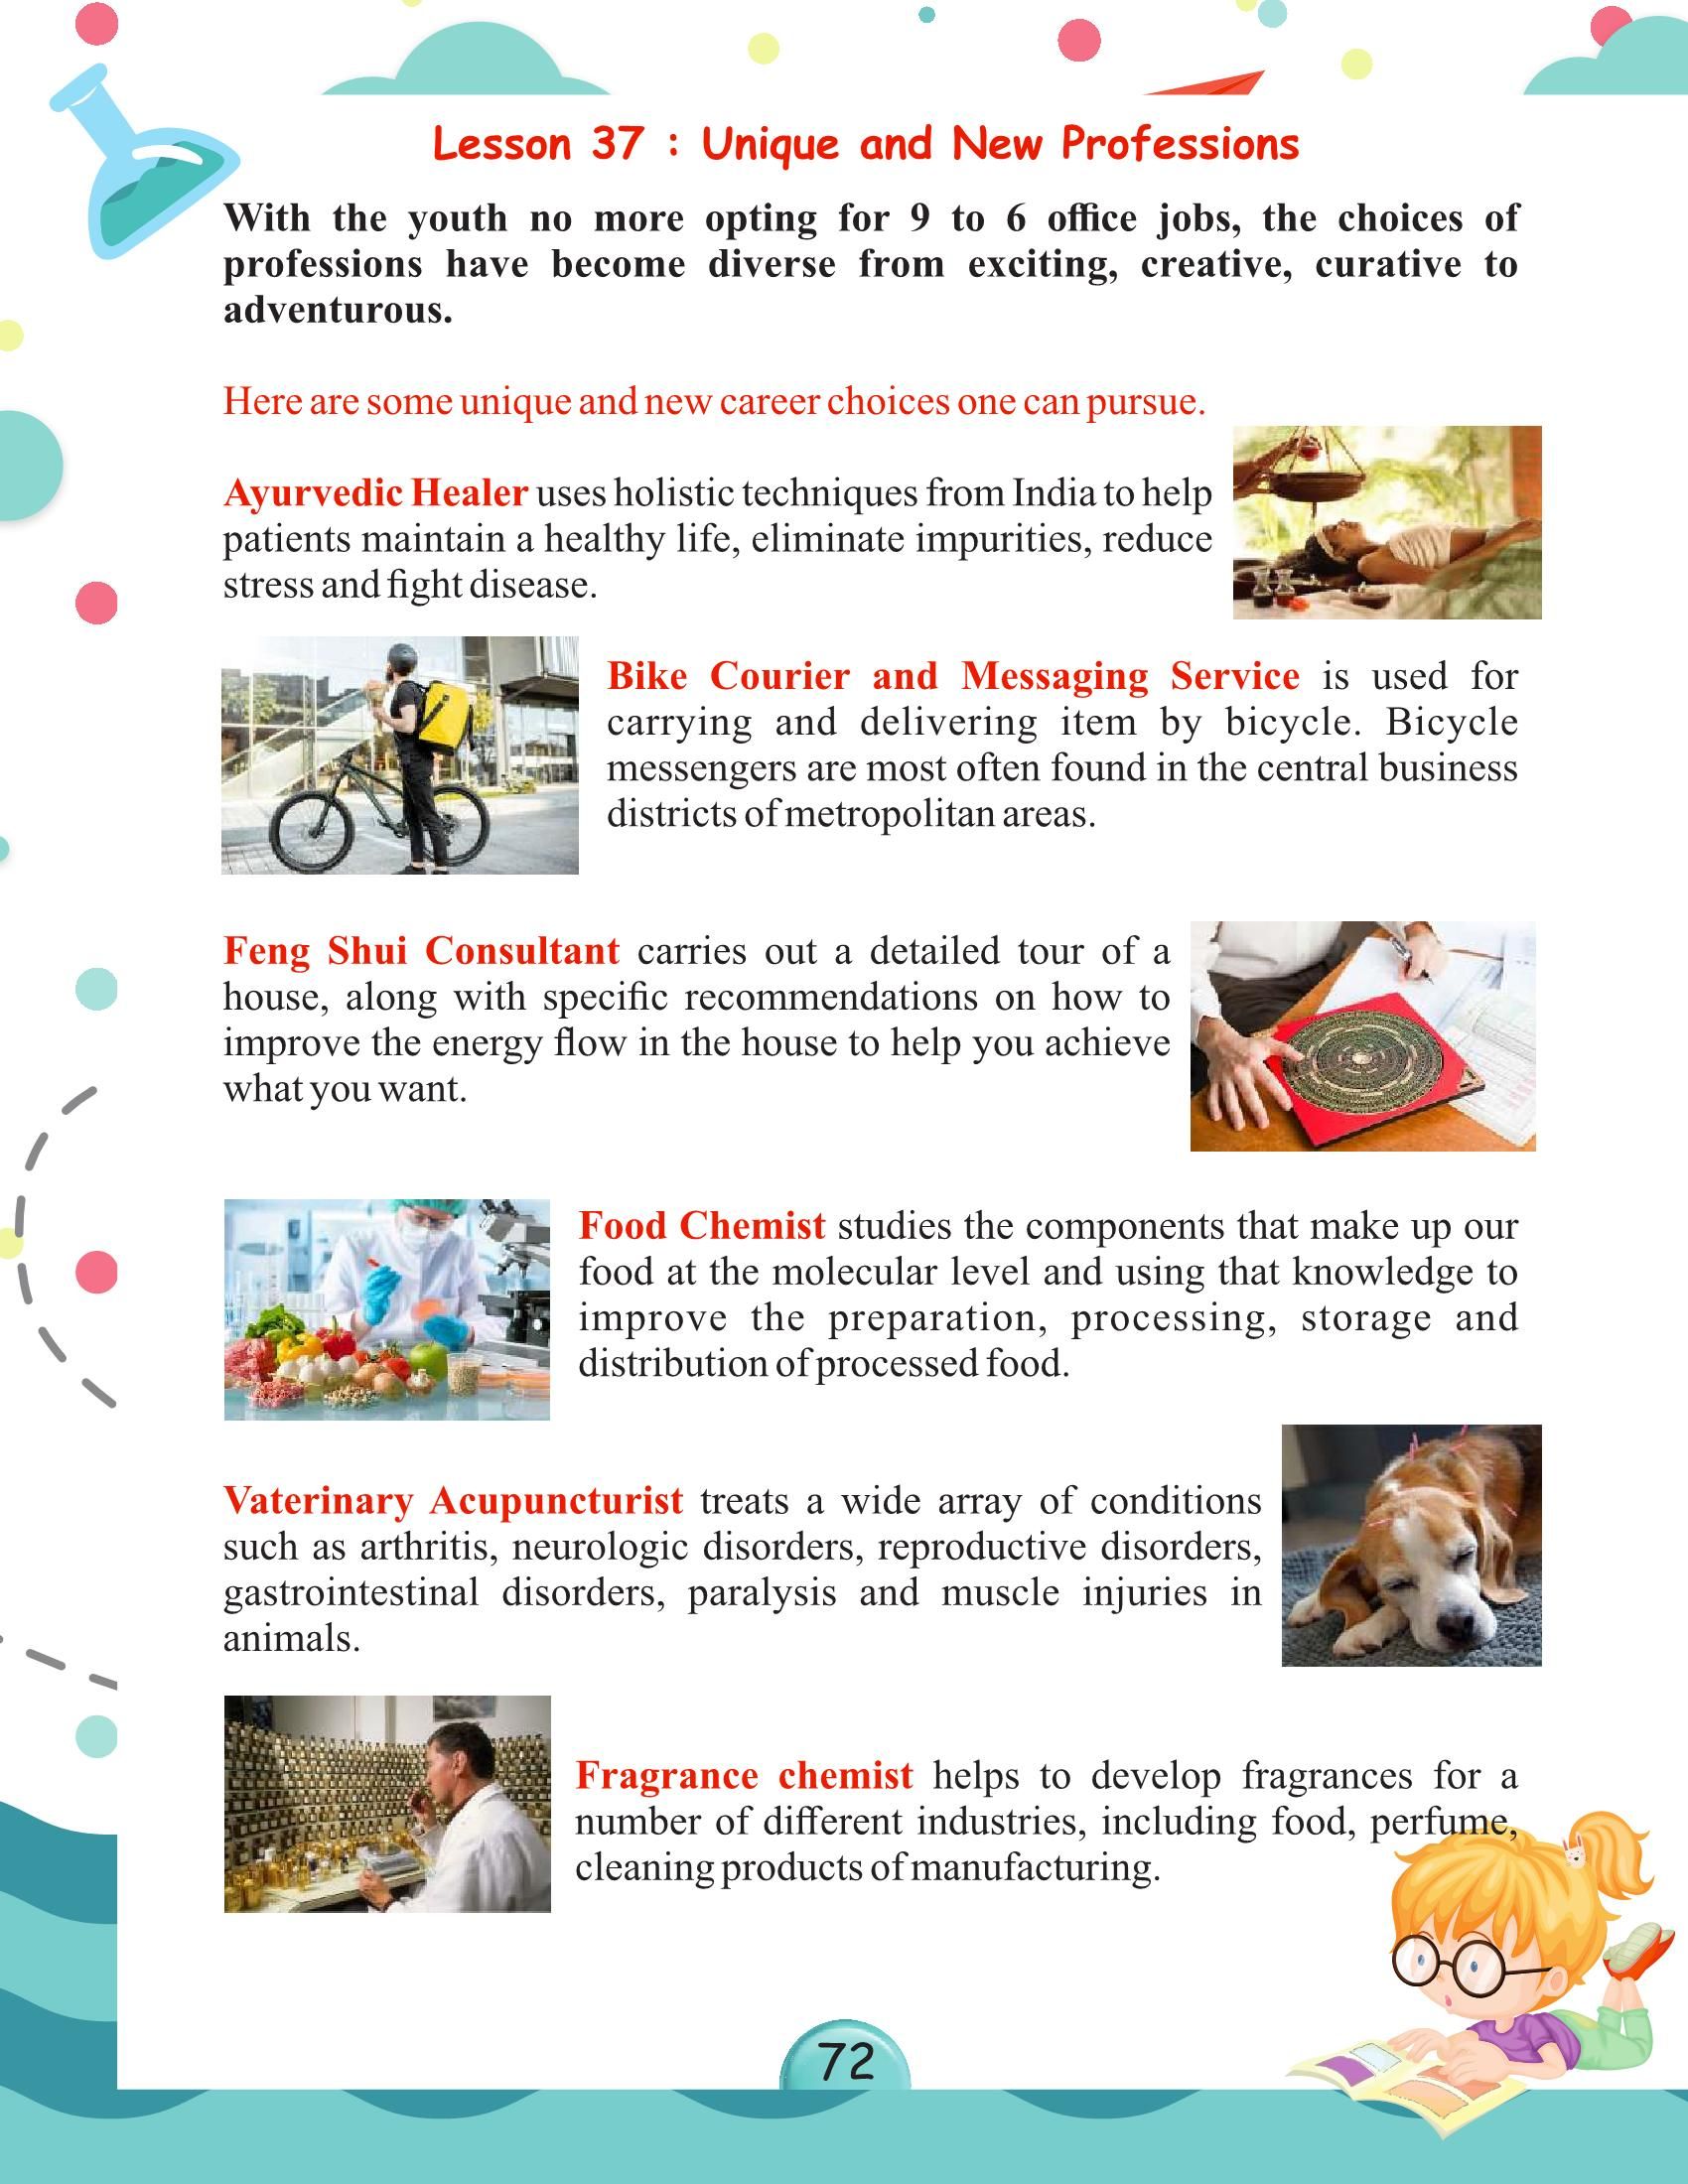 Lesson 37 : Unique and New Professions
With the youth no more opting for 9 to 6 office jobs, the choices of
professions have become diverse from exciting, creative, curative to
adventurous.
Here are some unique and new career choices one can pursue.
Ayurvedic Healer uses holistic techniques from India to help
patients maintain a healthy life, eliminate impurities, reduce
stress and fight disease.
Bike Courier and Messaging Service is used for
carrying and delivering item by bicycle. Bicycle
messengers are most often found in the central business
districts of metropolitan areas.
Feng Shui Consultant carries out a detailed tour of a
house, along with specific recommendations on how to
improve the energy flow in the house to help you achieve
what you want.
Food Chemist studies the components that make up our
food at the molecular level and using that knowledge to
improve the preparation, processing, storage and
distribution of processed food.
Vaterinary Acupuncturist treats a wide array of conditions
such as arthritis, neurologic disorders, reproductive disorders,
gastrointestinal disorders, paralysis and muscle injuries in
animals.
Fragrance chemist helps to develop fragrances for a
number of different industries, including food, perfume,
cleaning products of manufacturing.
72